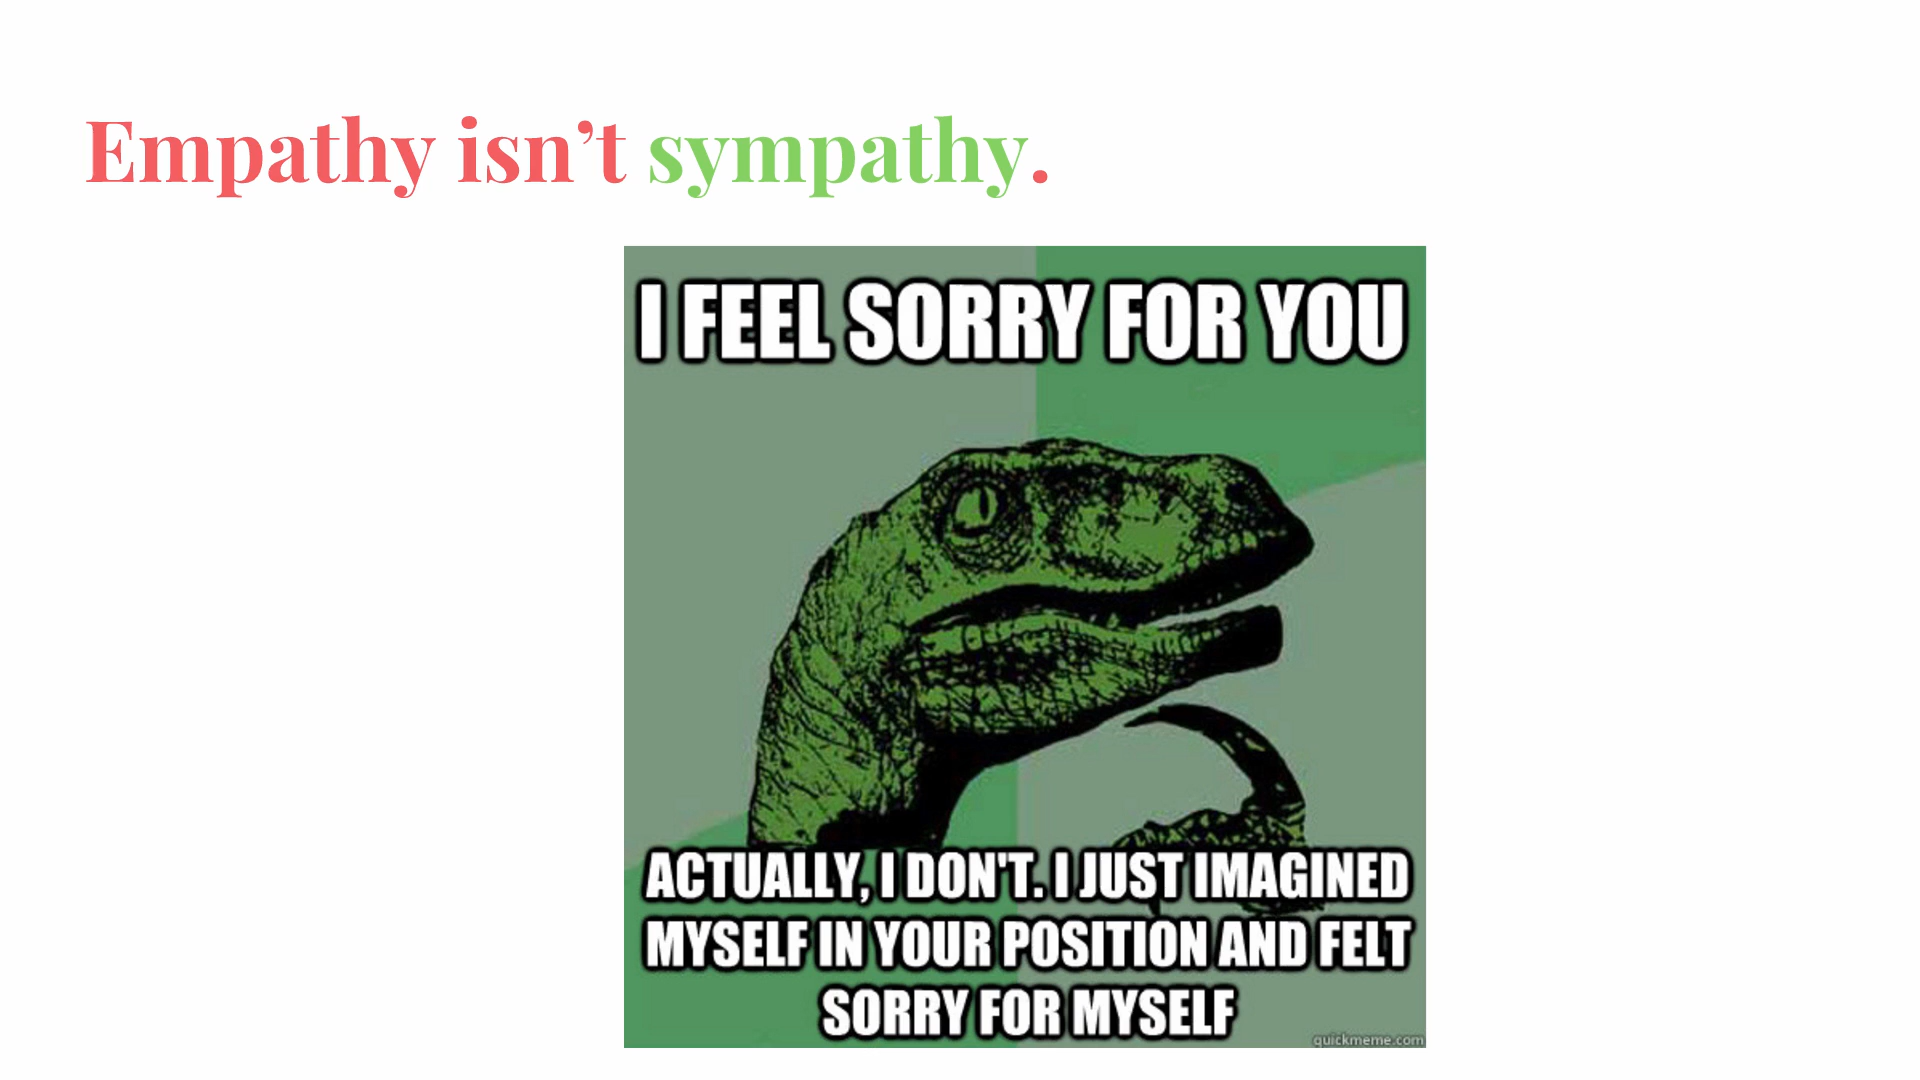 Empathy isn’t sympathy.
I FEEL SORRY FOR YOU
ACTUALLY, I DON'T. I JUST IMAGINED
MYSELF IN YOUR POSITION AND FELT
SORRY FOR MYSELF
quickmeme.com